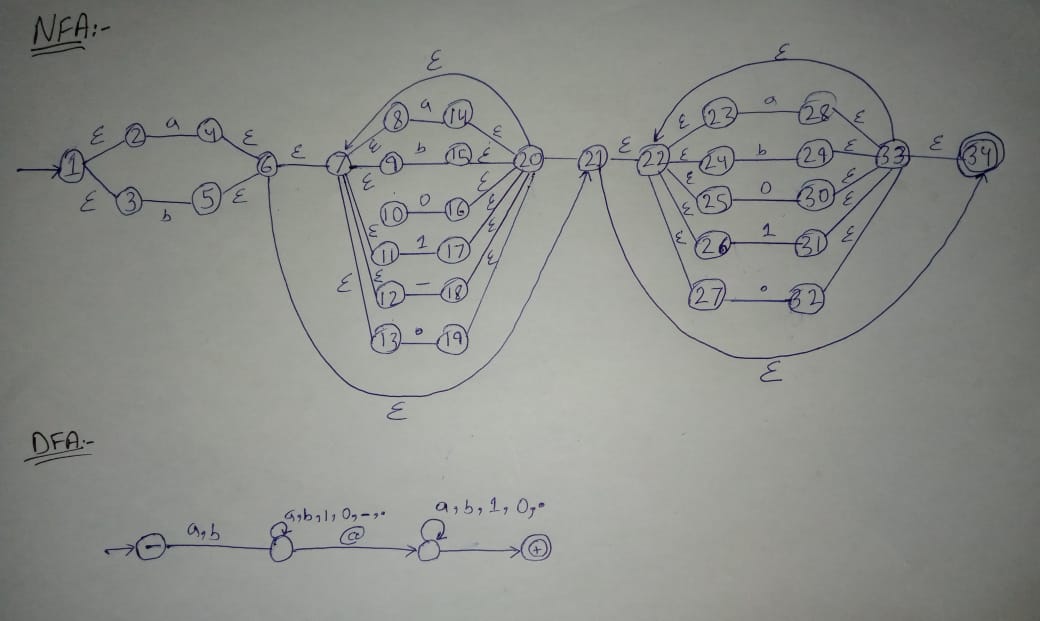 NFA:-
ε ε
ε 2 a 4 ε 8 a 14 ε 23 a 28 ε
1 6 ε 7 ε 9 b 15 ε 20 21 ε 22 ε 24 b 29 ε 33 ε 34
ε 3 b 5 ε 10 0 16 ε ε 25 0 30 ε
ε 11 1 17 ε ε 26 1 31 ε
ε ε 12 - 18 ε 27 . 32
13 . 19
ε
ε
DFA:-
a,b,1,0,-,. a,b,1,0,.
- a,b @ +